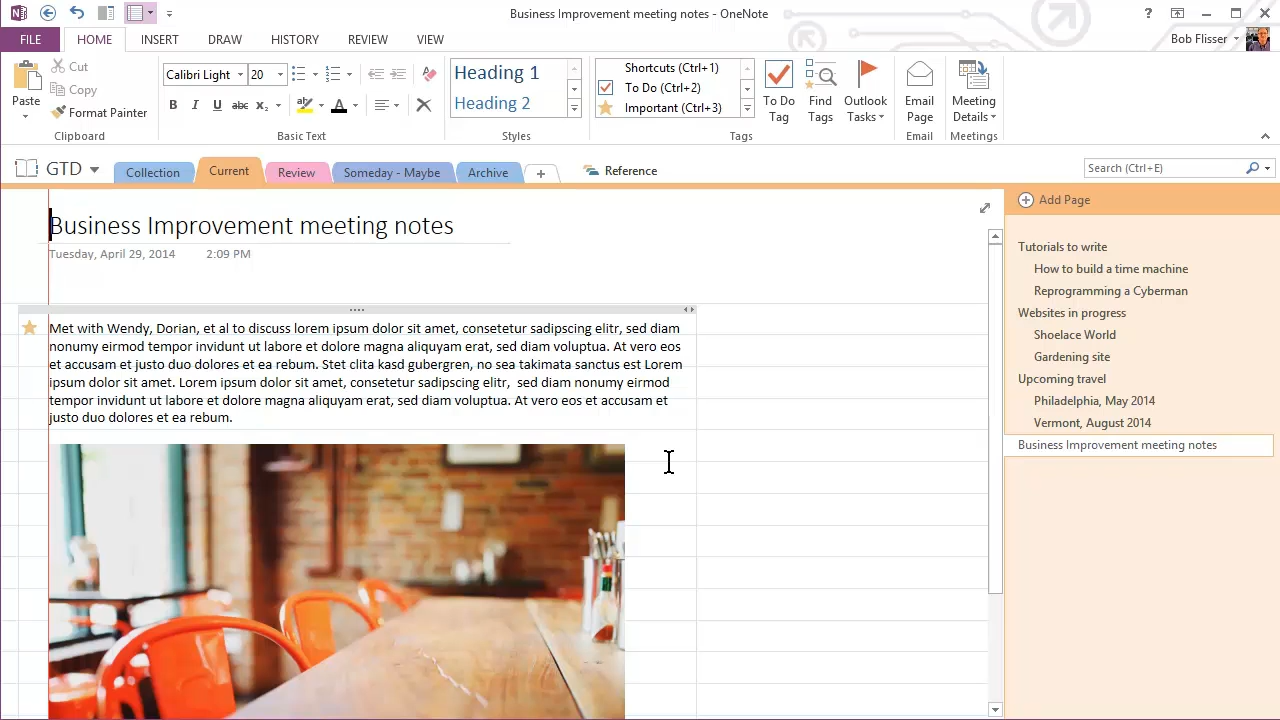 Business Improvement meeting notes - OneNote
FILE
HOME
INSERT
DRAW
HISTORY
REVIEW
VIEW
Bob Flisser
Paste
Cut
Copy
Format Painter
Clipboard
Calibri Light
20
B I U abc x₂
A
Basic Text
Heading 1
Heading 2
Styles
Shortcuts (Ctrl+1)
To Do (Ctrl+2)
Important (Ctrl+3)
To Do Tag
Find Tags
Outlook Tasks
Tags
Email Page
Email
Meeting Details
Meetings
GTD
Collection
Current
Review
Someday - Maybe
Archive
Reference
Search (Ctrl+E)
Business Improvement meeting notes
Tuesday, April 29, 2014 2:09 PM
Met with Wendy, Dorian, et al to discuss lorem ipsum dolor sit amet, consetetur sadipscing elitr, sed diam
nonumy eirmod tempor invidunt ut labore et dolore magna aliquyam erat, sed diam voluptua. At vero eos
et accusam et justo duo dolores et ea rebum. Stet clita kasd gubergren, no sea takimata sanctus est Lorem
ipsum dolor sit amet. Lorem ipsum dolor sit amet, consetetur sadipscing elitr,  sed diam nonumy eirmod
tempor invidunt ut labore et dolore magna aliquyam erat, sed diam voluptua. At vero eos et accusam et
justo duo dolores et ea rebum.
Add Page
Tutorials to write
How to build a time machine
Reprogramming a Cyberman
Websites in progress
Shoelace World
Gardening site
Upcoming travel
Philadelphia, May 2014
Vermont, August 2014
Business Improvement meeting notes